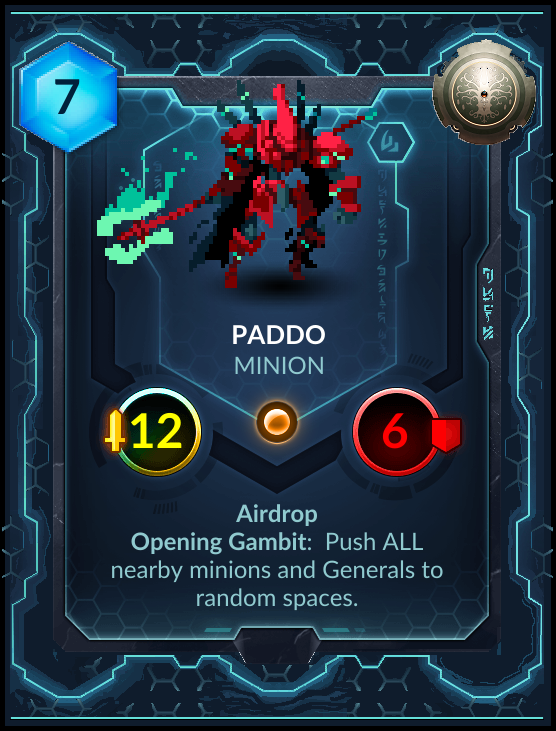 7
PADDO
MINION
12
6
Airdrop
Opening Gambit: Push ALL
nearby minions and Generals to
random spaces.